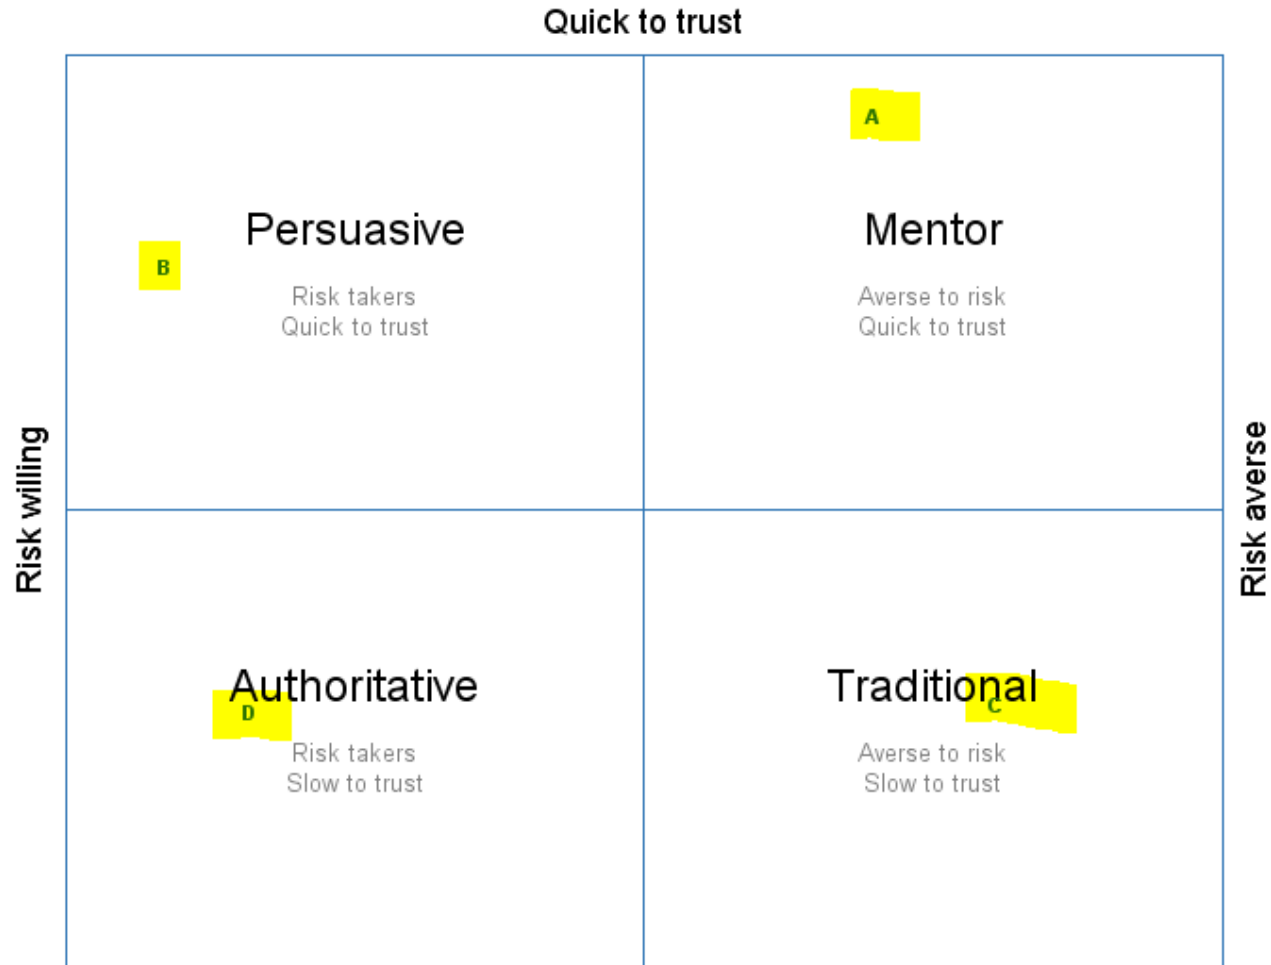 Quick to trust
A
Persuasive
Mentor
B
Risk takers
Quick to trust
Averse to risk
Quick to trust
Risk willing
Risk averse
Authoritative
Traditional
D
C
Risk takers
Slow to trust
Averse to risk
Slow to trust